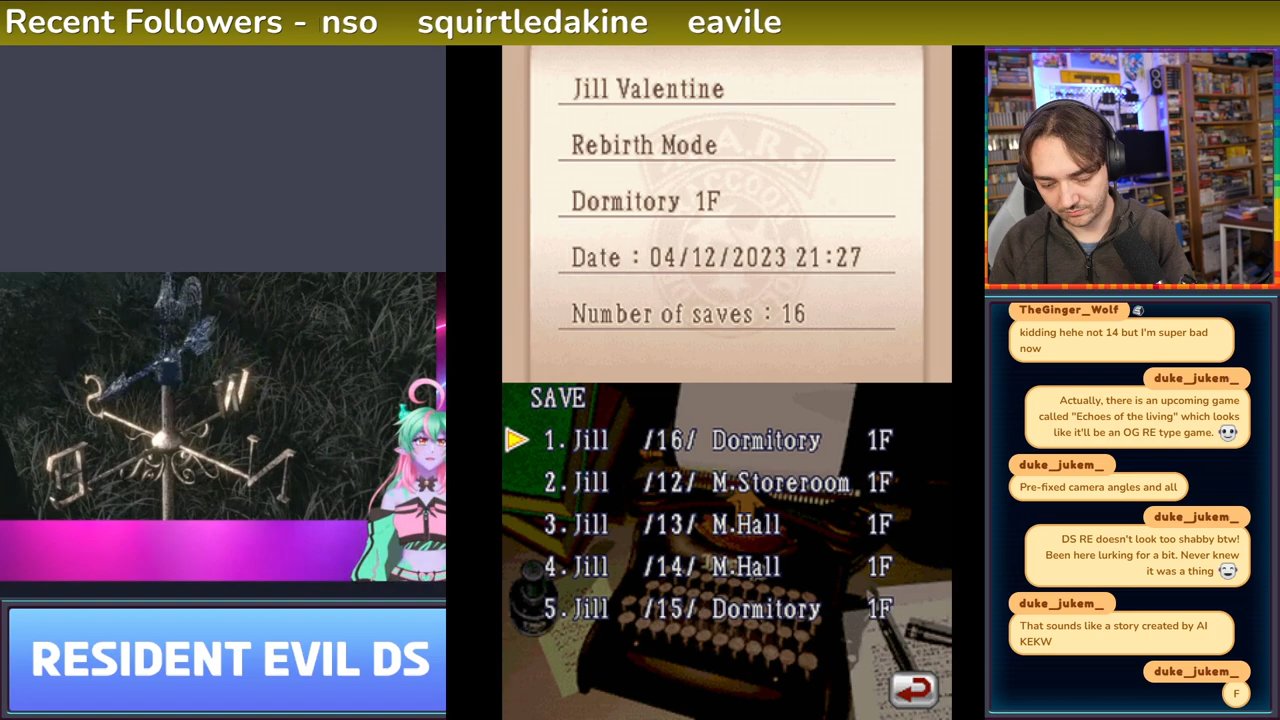 Recent Followers - nso squirtledakine eavile
Jill Valentine
Rebirth Mode
Dormitory 1F
Date : 04/12/2023 21:27
Number of saves : 16
SAVE
1. Jill /16/ Dormitory 1F
2. Jill /12/ M.Storeroom 1F
3. Jill /13/ M.Hall 1F
4. Jill /14/ M.Hall 1F
5. Jill /15/ Dormitory 1F
RESIDENT EVIL DS
TheGinger_Wolf
kidding hehe not 14 but I'm super bad
now
duke_jukem_
Actually, there is an upcoming game
called "Echoes of the living" which looks
like it'll be an OG RE type game.
duke_jukem_
Pre-fixed camera angles and all
duke_jukem_
DS RE doesn't look too shabby btw!
Been here lurking for a bit. Never knew
it was a thing
duke_jukem_
That sounds like a story created by AI
KEKW
duke_jukem_
F